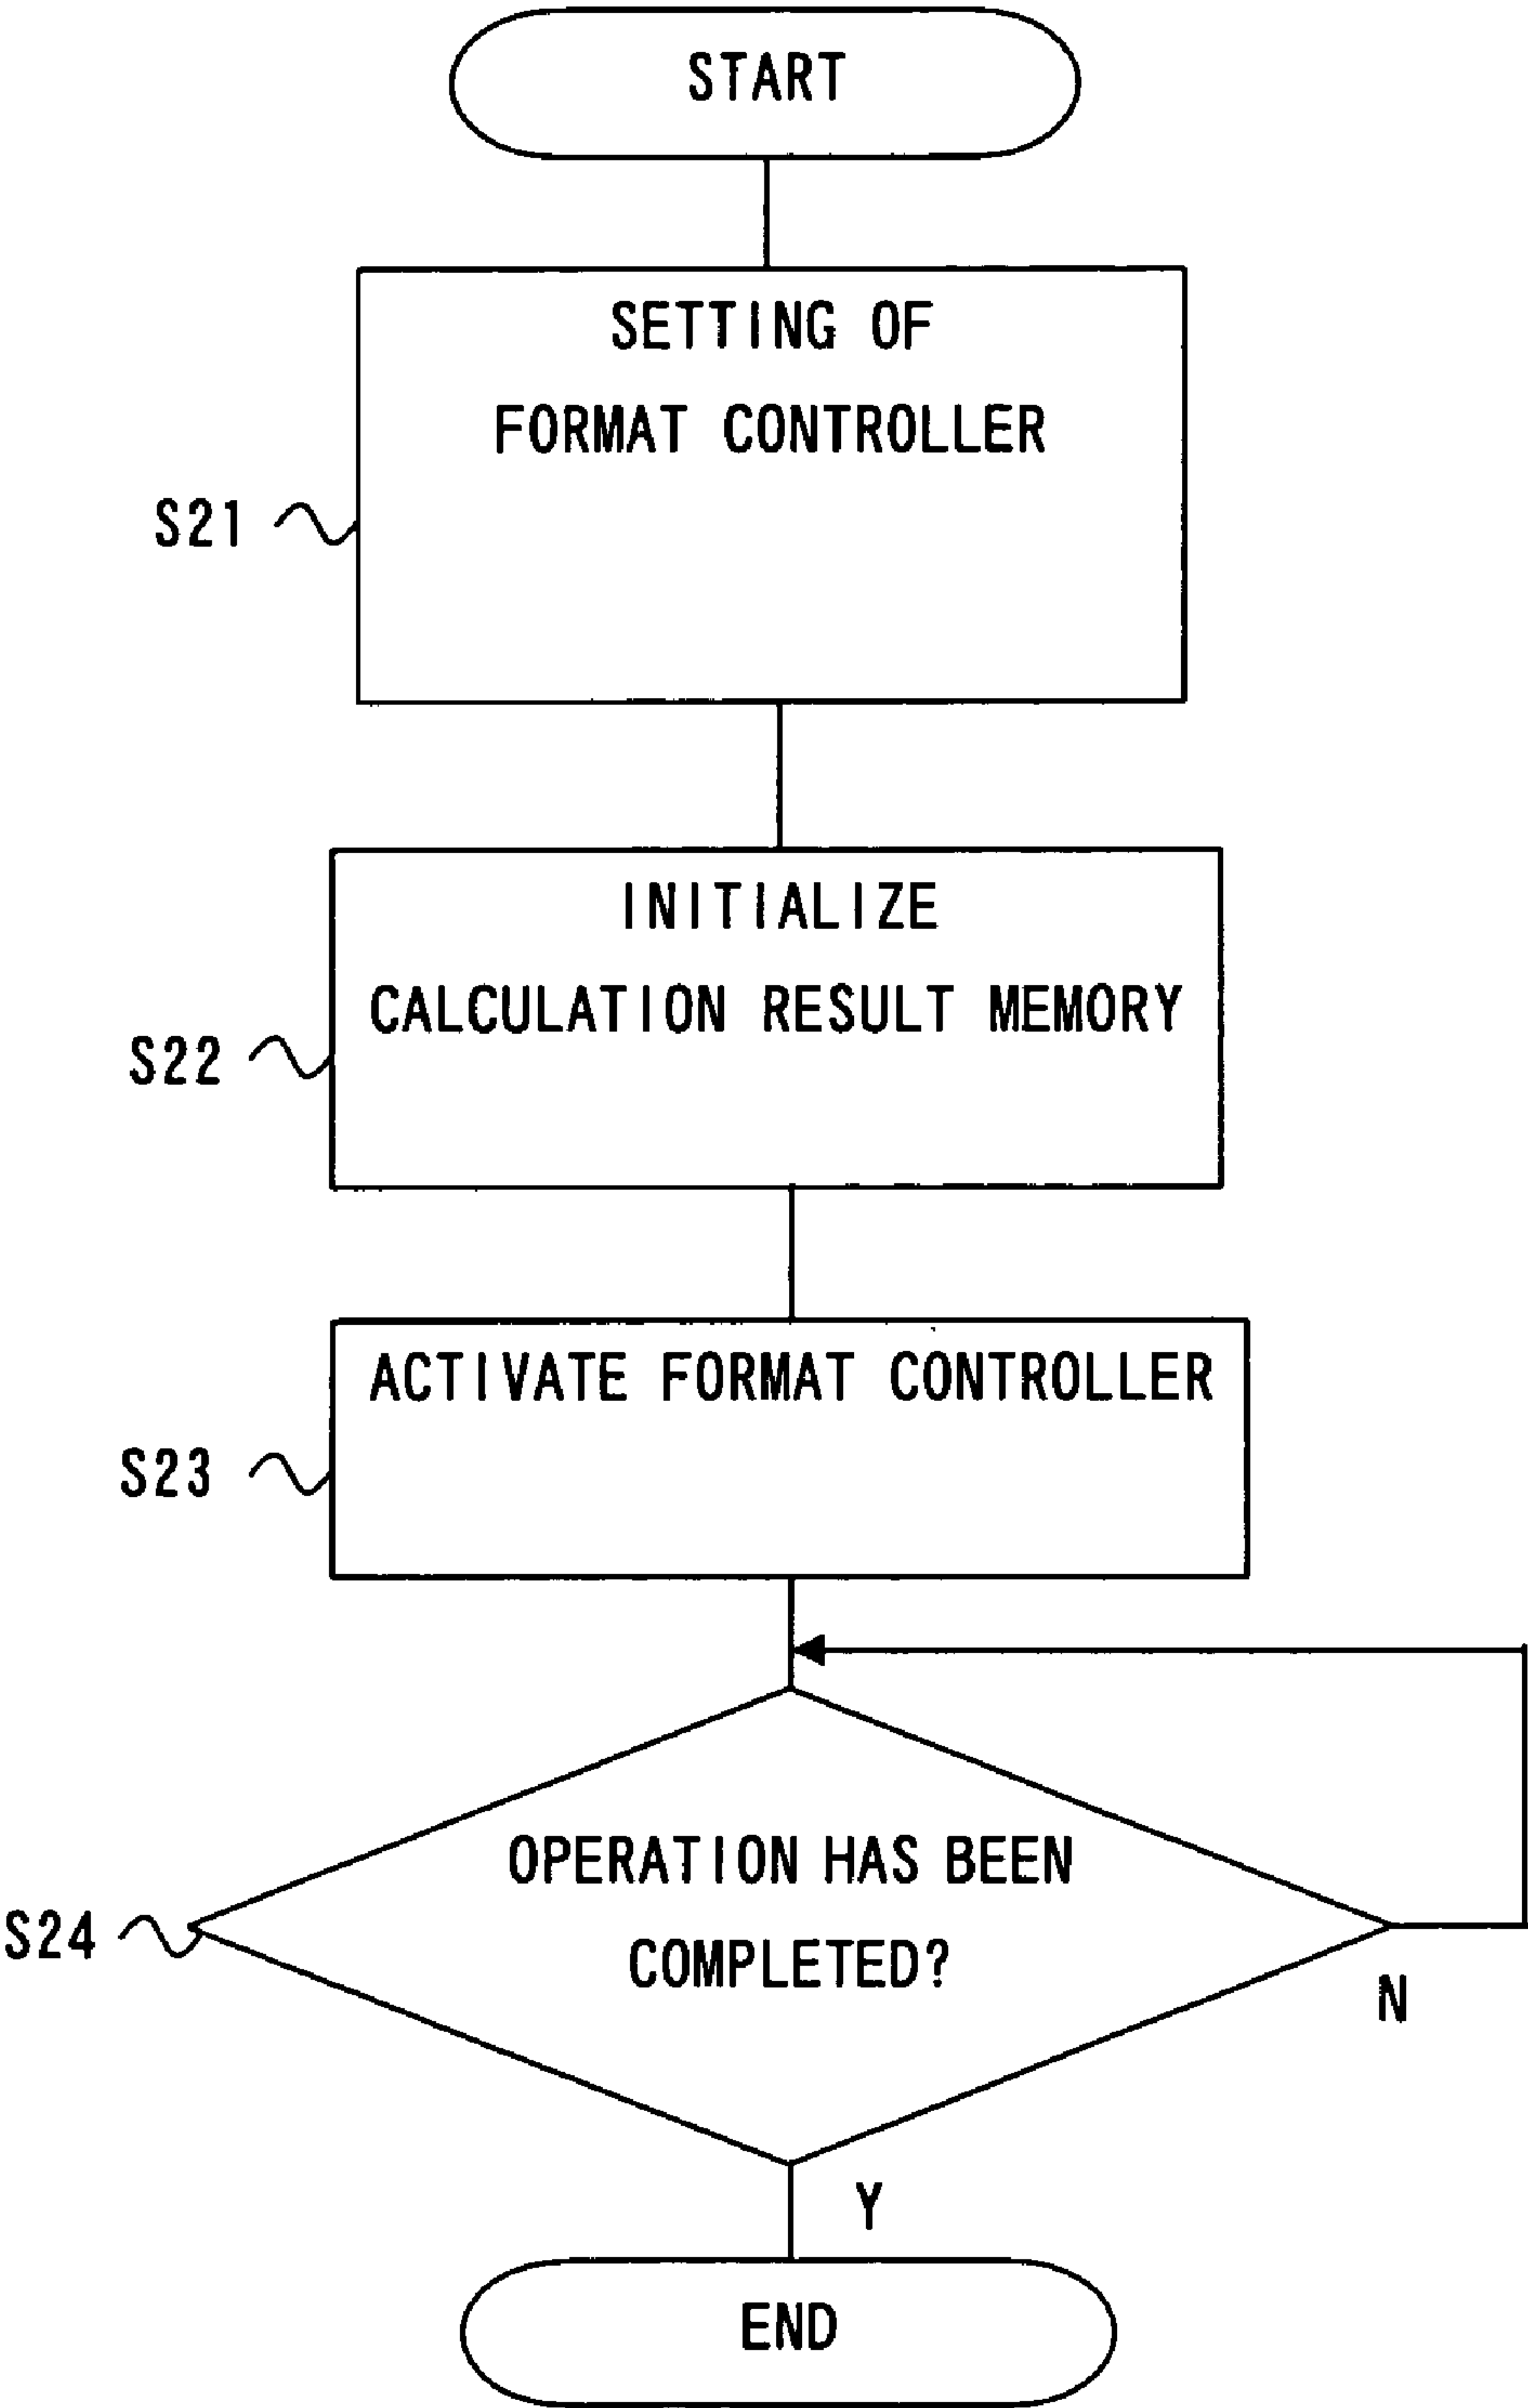 START
SETTING OF
FORMAT CONTROLLER
S21
INITIALIZE
CALCULATION RESULT MEMORY
S22
ACTIVATE FORMAT CONTROLLER
S23
OPERATION HAS BEEN
COMPLETED?
S24
N
Y
END